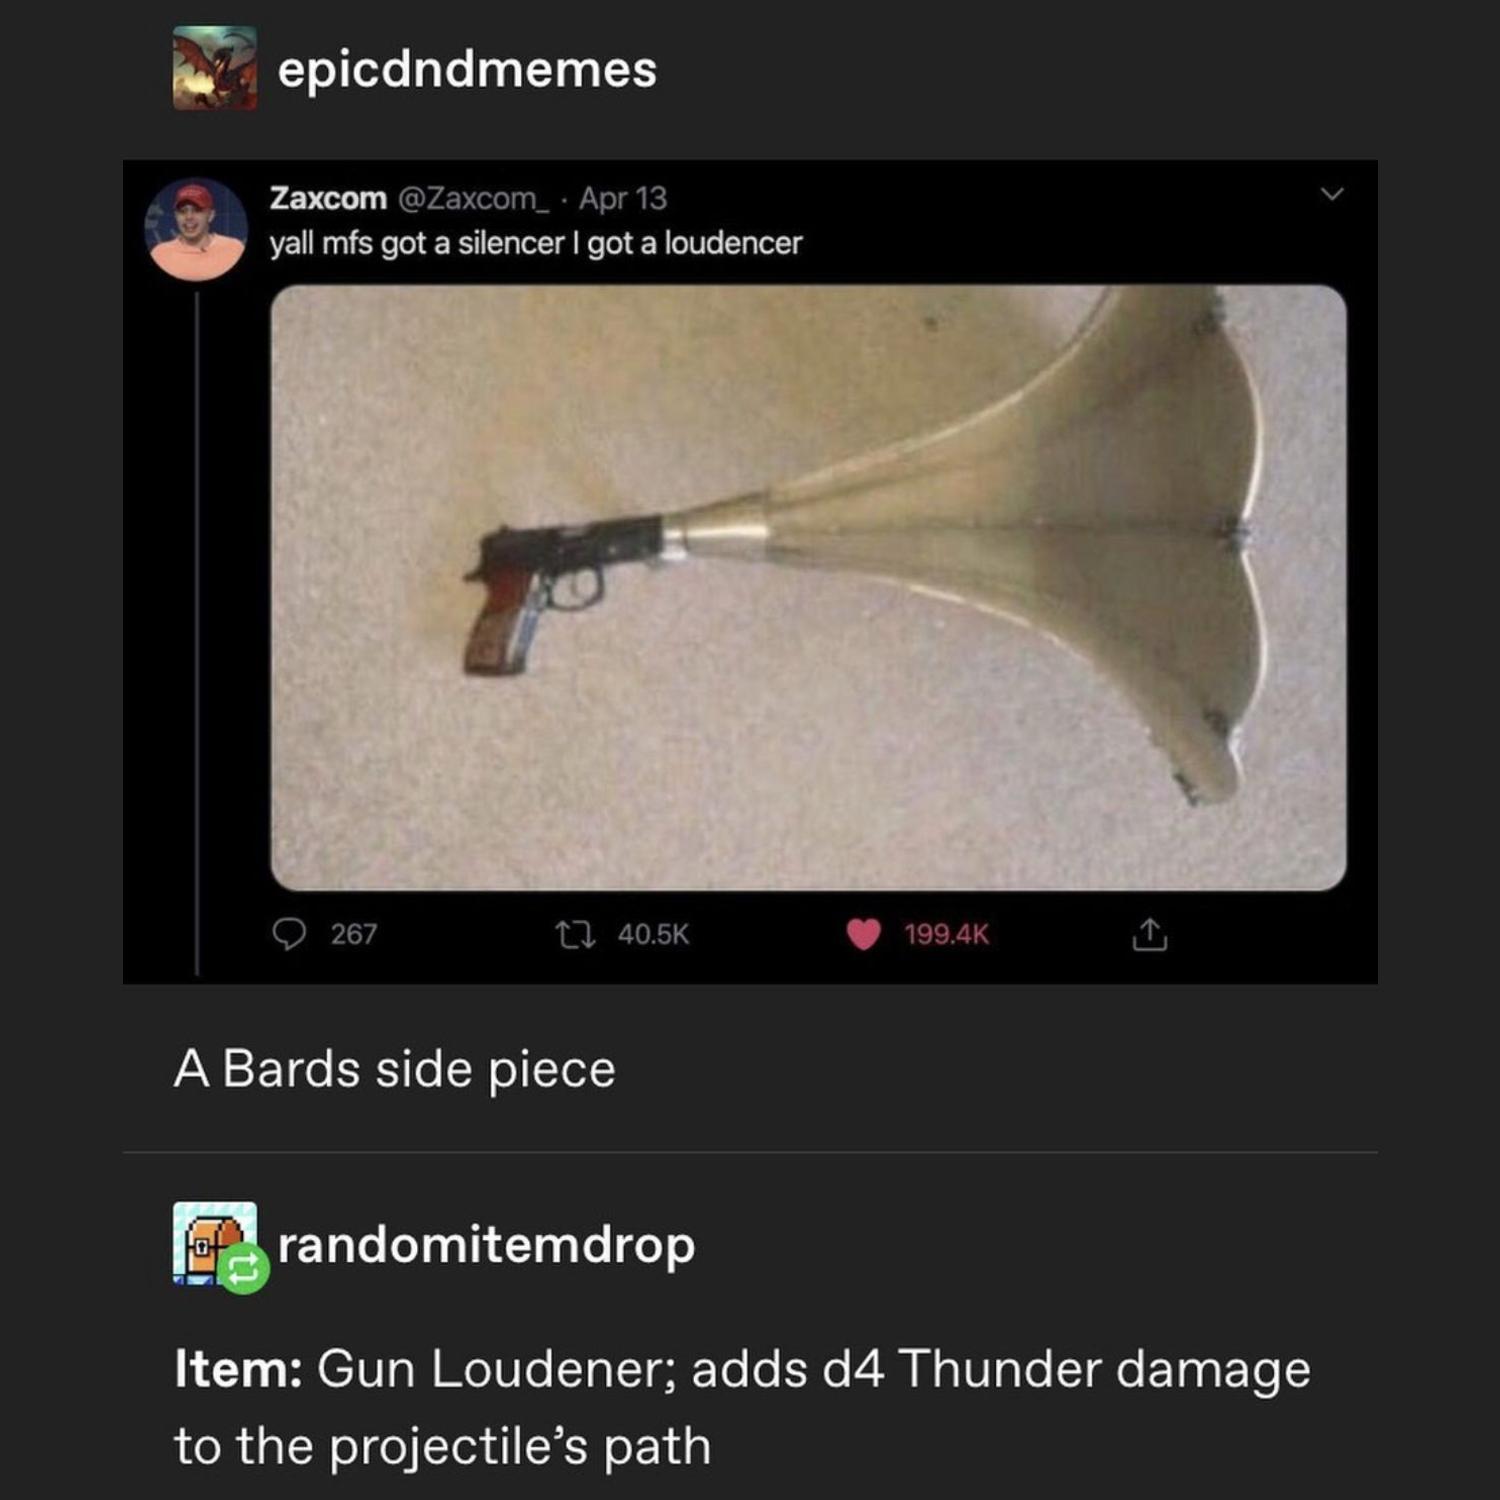 epicdndmemes
Zaxcom @Zaxcom_ · Apr 13
yall mfs got a silencer I got a loudencer
267 40.5K 199.4K
A Bards side piece
randomitemdrop
Item: Gun Loudener; adds d4 Thunder damage
to the projectile’s path